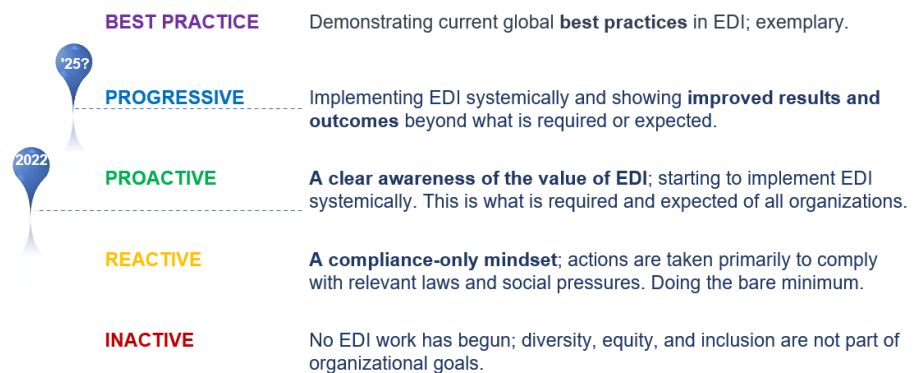 BEST PRACTICE
Demonstrating current global best practices in EDI; exemplary.
'25?
PROGRESSIVE
Implementing EDI systemically and showing improved results and
outcomes beyond what is required or expected.
2022
PROACTIVE
A clear awareness of the value of EDI; starting to implement EDI
systemically. This is what is required and expected of all organizations.
REACTIVE
A compliance-only mindset; actions are taken primarily to comply
with relevant laws and social pressures. Doing the bare minimum.
INACTIVE
No EDI work has begun; diversity, equity, and inclusion are not part of
organizational goals.